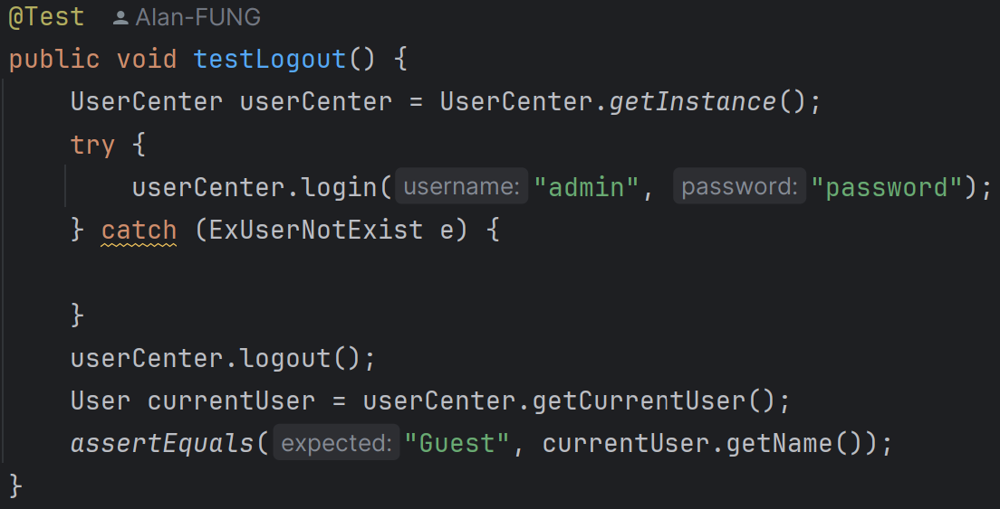 @Test Alan-FUNG
public void testLogout() {
UserCenter userCenter = UserCenter.getInstance();
try {
userCenter.login( username: "admin", password: "password");
} catch (ExUserNotExist e) {
}
userCenter.logout();
User currentUser = userCenter.getCurrentUser();
assertEquals( expected: "Guest", currentUser.getName());
}